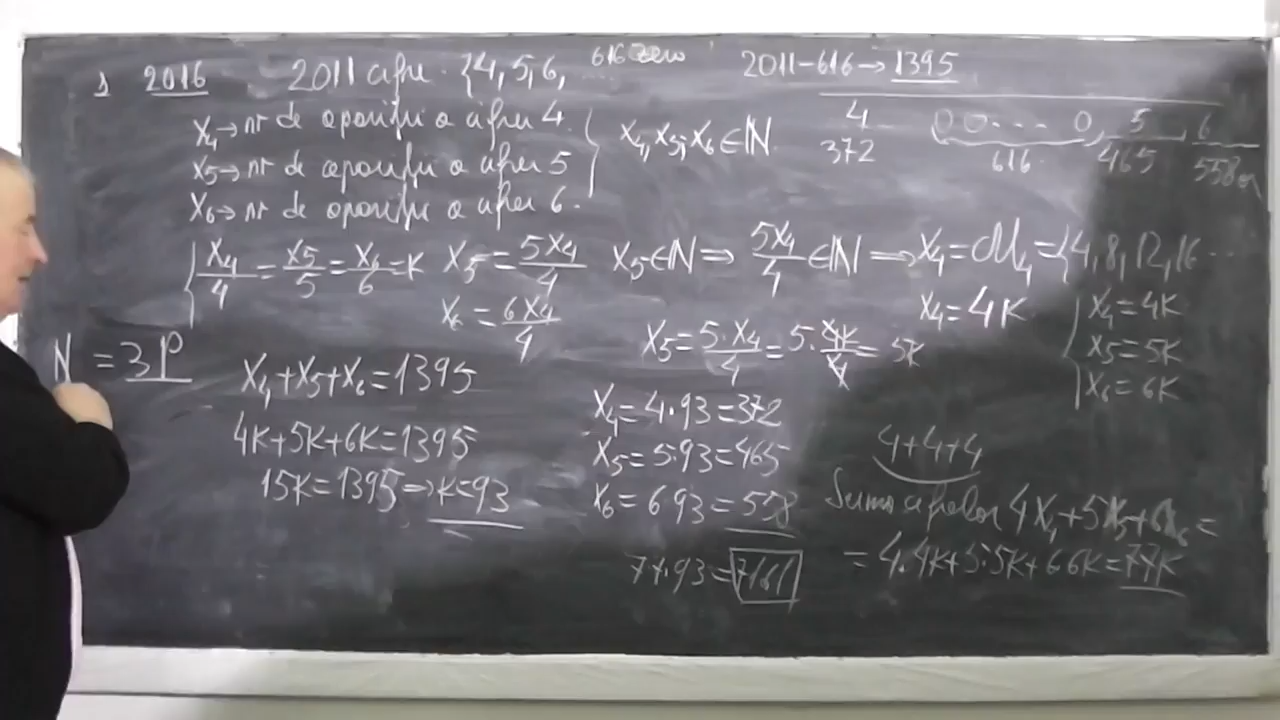 1 2016 2011 cifre {4,5,6, 616 zero 2011-616→1395
x₄→nr de apariții a cifrei 4
x₅→nr de apariții a cifrei 5
x₆→nr de apariții a cifrei 6.
x₄,x₅,x₆∈ℕ
4 00...0 5 6
372 616 465 558
x₄/4=x₅/5=x₆/6=K x₅=5x₄/4 x₅∈ℕ⇒5x₄/4∈ℕ⇒x₄=M₄={4,8,12,16...
x₆=6x₄/4
x₄=4K
x₅=5·x₄/4=5·4K/4=5K
x₄=4K
x₅=5K
x₆=6K
N=3P
x₄+x₅+x₆=1395
4K+5K+6K=1395
15K=1395⇒K=93
x₄=4·93=372
x₅=5·93=465
x₆=6·93=558
77·93=7161
4+4+4
Suma cifrelor 4x₄+5x₅+6x₆=
=4·4K+5·5K+6·6K=77K